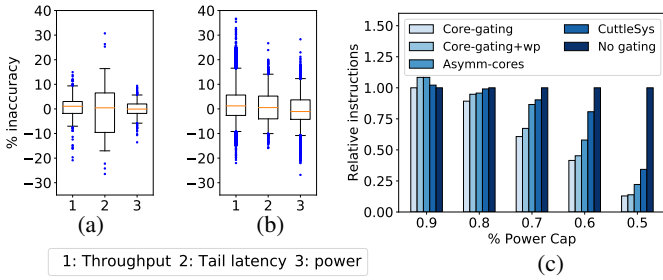 % inaccuracy
30
20
10
0
−10
−20
−30
1 2 3
(a)
40
30
20
10
0
−10
−20
−30
1 2 3
(b)
1: Throughput 2: Tail latency 3: power
Relative instructions
1.50
1.25
1.00
0.75
0.50
0.25
0.00
Core-gating
Core-gating+wp
Asymm-cores
CuttleSys
No gating
0.9 0.8 0.7 0.6 0.5
% Power Cap
(c)